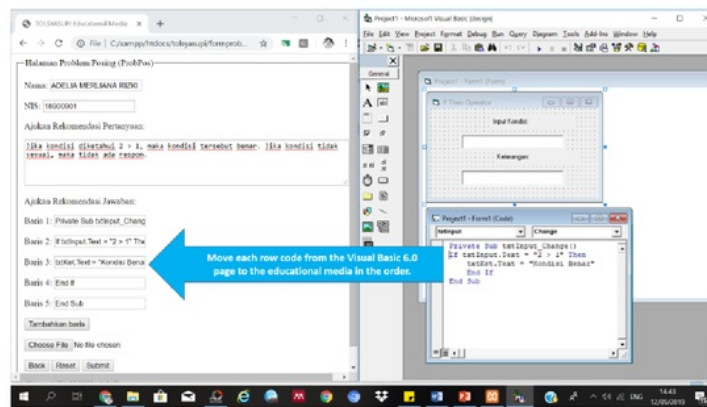 TOLSYASUPI Educational Media
File | C:/xampp/htdocs/tolsyasupi/formprob...
Halaman Problem Posing (ProbPos)
Nama: ADELIA MERLIANA RIZKI
NIS: 18600901
Ajukan Rekomendasi Pertanyaan:
Jika kondisi diketahui 2 > 1, maka kondisi tersebut benar. Jika kondisi tidak
sesuai, maka tidak ada respom.
Ajukan Rekomendasi Jawaban:
Baris 1: Private Sub txtInput_Chang
Baris 2: If txtInput.Text = "2 > 1" The
Baris 3: txtKet.Text = "Kondisi Bena
Baris 4: End If
Baris 5: End Sub
Tambahkan baris
Choose File No file chosen
Back Reset Submit
Move each row code from the Visual Basic 6.0
page to the educational media in the order.
Project1 - Microsoft Visual Basic [design]
File Edit View Project Format Debug Run Query Diagram Tools Add-Ins Window Help
General
Project1 - Form1 (Form)
If Then Operator
Input Kondisi:
Keterangan:
Project1 - Form1 (Code)
txtInput Change
Private Sub txtInput_Change()
If txtInput.Text = "2 > 1" Then
txtKet.Text = "Kondisi Benar"
End If
End Sub
ENG
14:43
12/05/2019